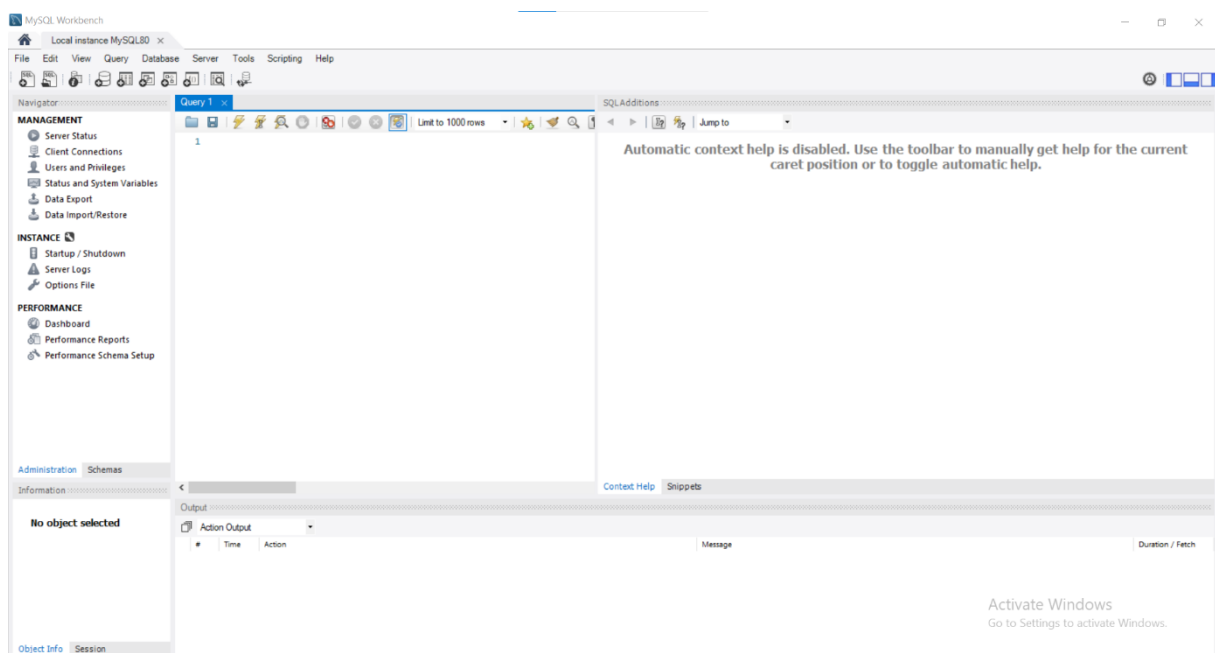 MySQL Workbench
Local instance MySQL80
File Edit View Query Database Server Tools Scripting Help
Navigator
MANAGEMENT
Server Status
Client Connections
Users and Privileges
Status and System Variables
Data Export
Data Import/Restore
INSTANCE
Startup / Shutdown
Server Logs
Options File
PERFORMANCE
Dashboard
Performance Reports
Performance Schema Setup
Administration Schemas
Information
No object selected
Object Info Session
Query 1
Limit to 1000 rows
1
SQLAdditions
Jump to
Automatic context help is disabled. Use the toolbar to manually get help for the current
caret position or to toggle automatic help.
Context Help Snippets
Output
Action Output
# Time Action Message Duration / Fetch
Activate Windows
Go to Settings to activate Windows.